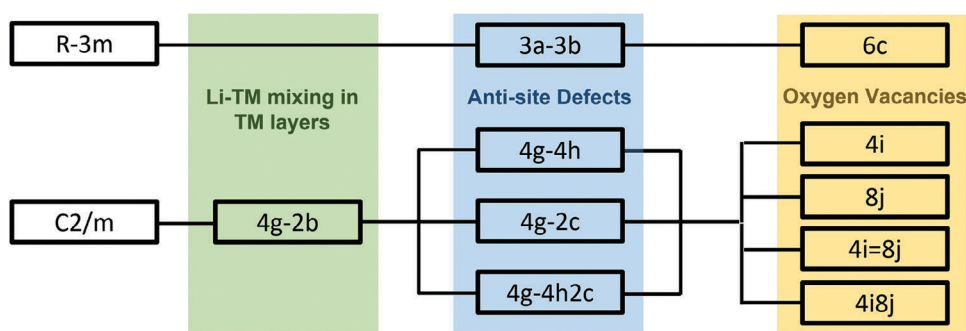 R-3m
3a-3b
6c
Li-TM mixing in
TM layers
Anti-site Defects
Oxygen Vacancies
4g-4h
4i
8j
C2/m
4g-2b
4g-2c
4i=8j
4g-4h2c
4i8j